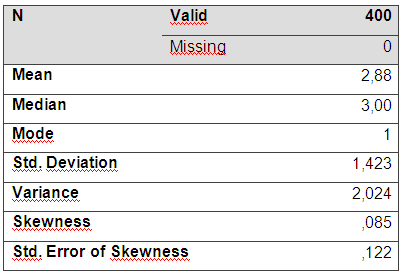 N Valid 400
Missing 0
Mean 2,88
Median 3,00
Mode 1
Std. Deviation 1,423
Variance 2,024
Skewness ,085
Std. Error of Skewness ,122